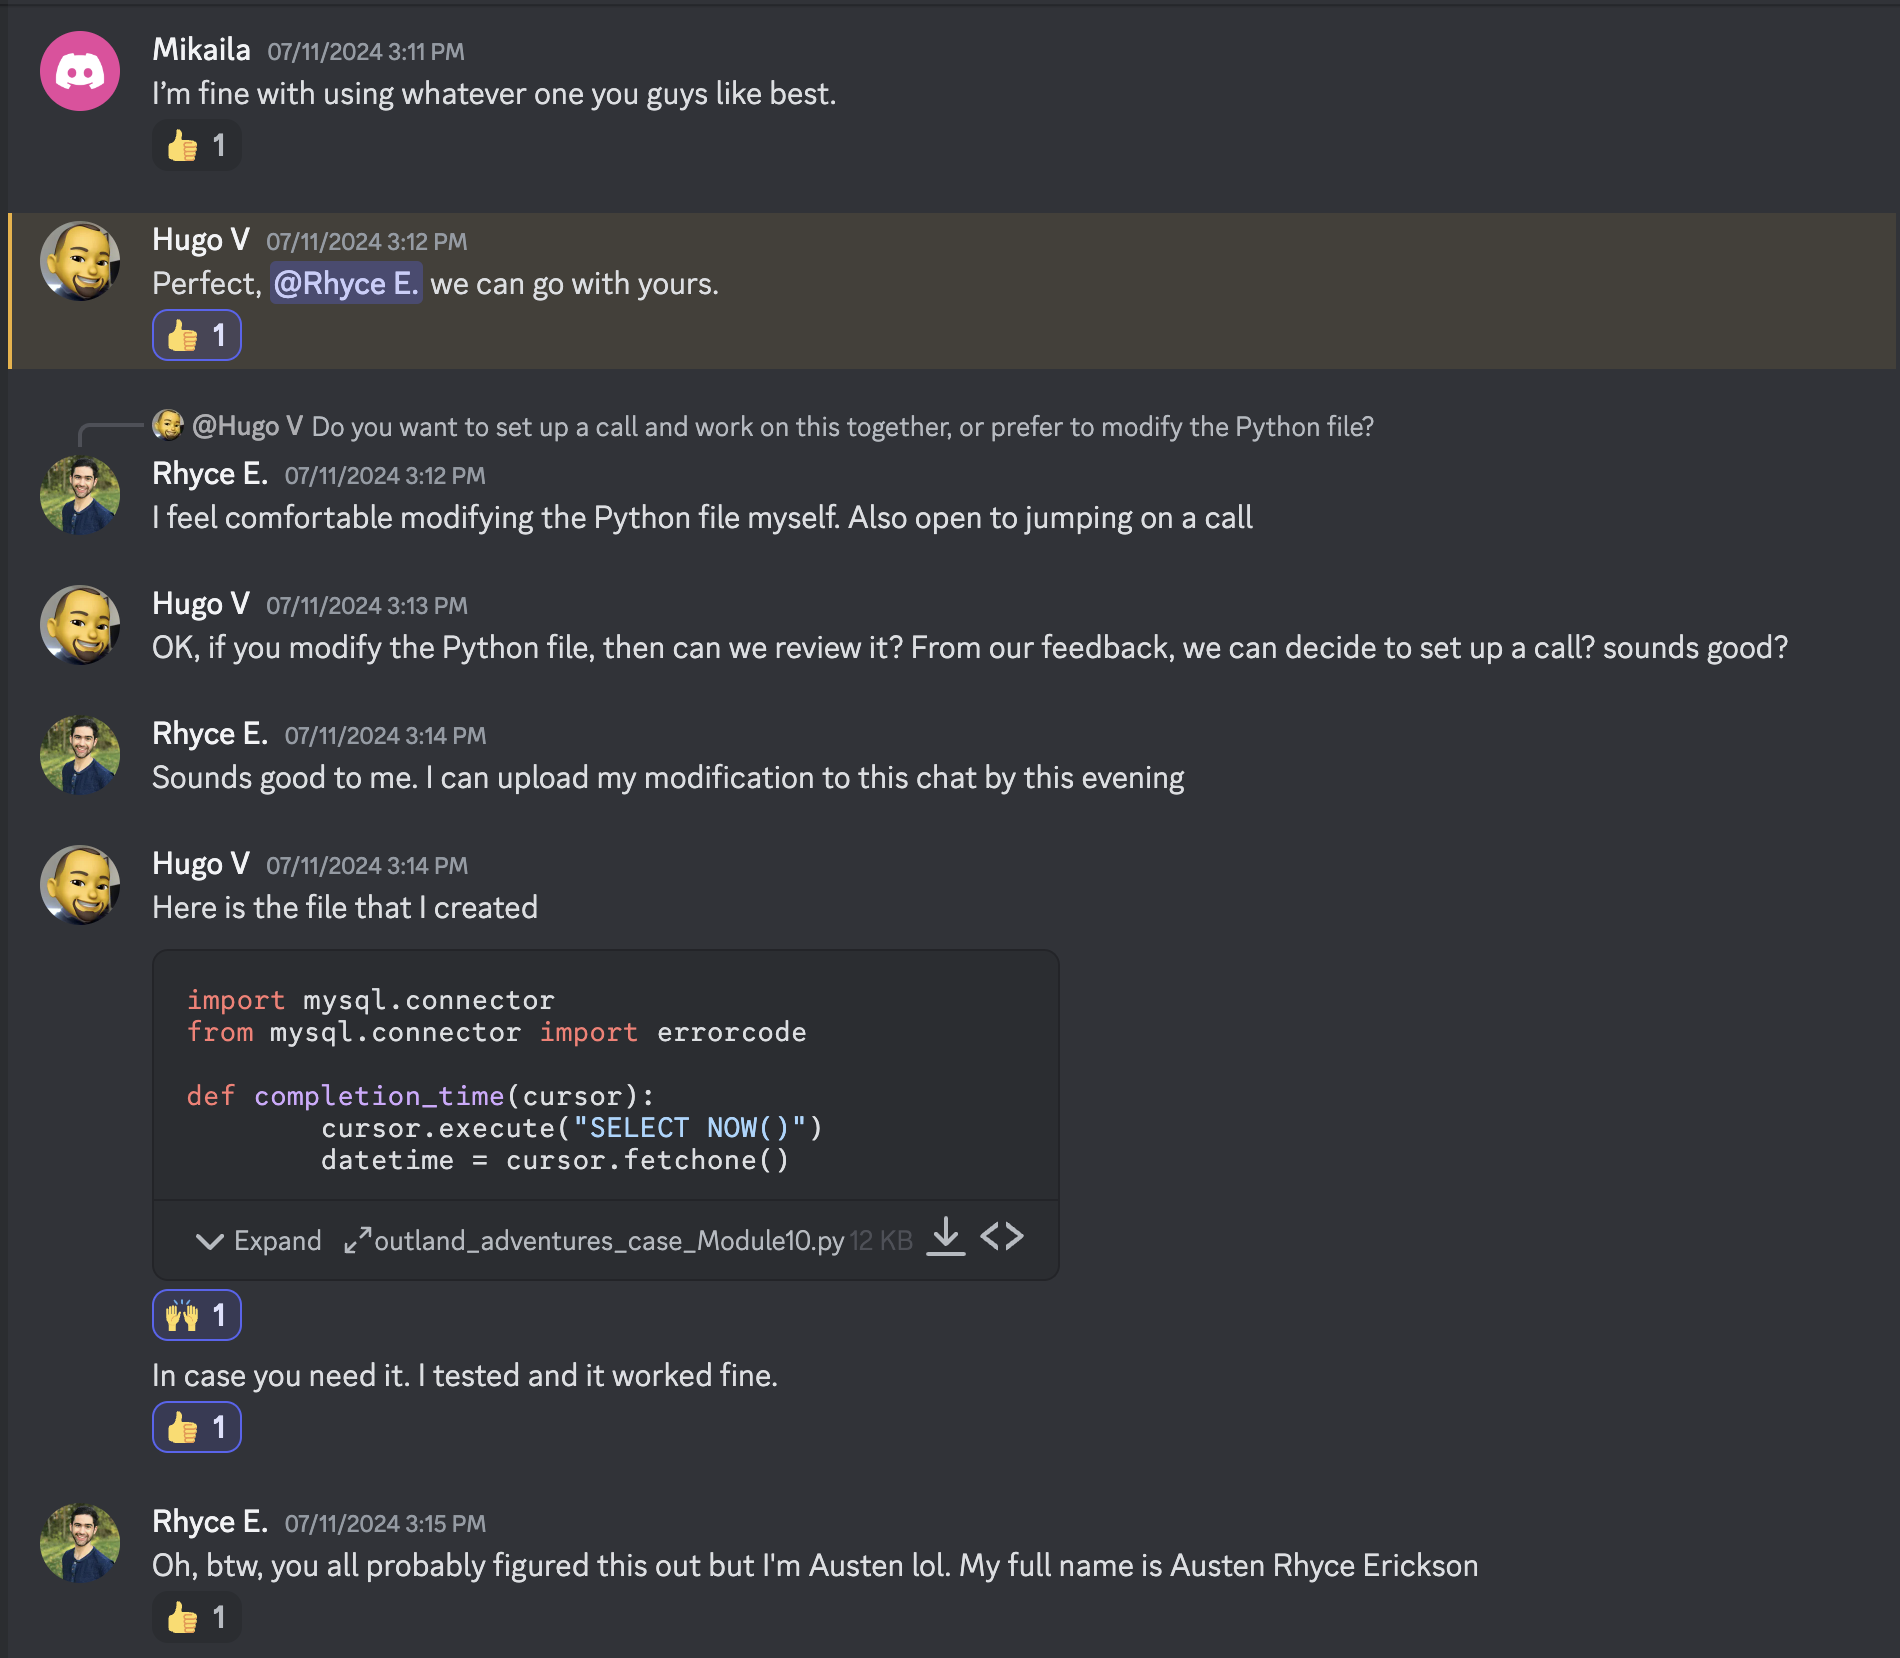 Mikaila 07/11/2024 3:11 PM
I’m fine with using whatever one you guys like best.
👍 1
Hugo V 07/11/2024 3:12 PM
Perfect, @Rhyce E. we can go with yours.
👍 1
@Hugo V Do you want to set up a call and work on this together, or prefer to modify the Python file?
Rhyce E. 07/11/2024 3:12 PM
I feel comfortable modifying the Python file myself. Also open to jumping on a call
Hugo V 07/11/2024 3:13 PM
OK, if you modify the Python file, then can we review it? From our feedback, we can decide to set up a call? sounds good?
Rhyce E. 07/11/2024 3:14 PM
Sounds good to me. I can upload my modification to this chat by this evening
Hugo V 07/11/2024 3:14 PM
Here is the file that I created
import mysql.connector
from mysql.connector import errorcode
def completion_time(cursor):
cursor.execute("SELECT NOW()")
datetime = cursor.fetchone()
Expand outland_adventures_case_Module10.py 12 KB
🙌 1
In case you need it. I tested and it worked fine.
👍 1
Rhyce E. 07/11/2024 3:15 PM
Oh, btw, you all probably figured this out but I'm Austen lol. My full name is Austen Rhyce Erickson
👍 1